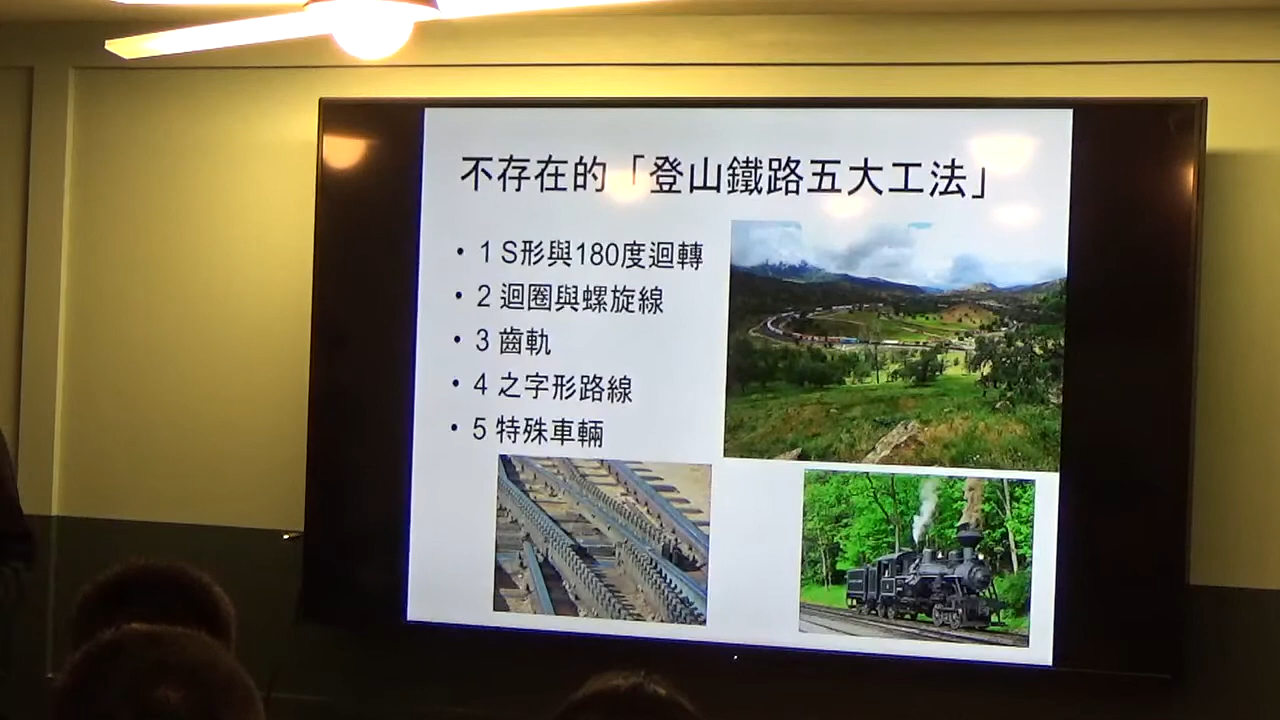 不存在的「登山鐵路五大工法」
• 1 S形與180度迴轉
• 2 迴圈與螺旋線
• 3 齒軌
• 4 之字形路線
• 5 特殊車輛